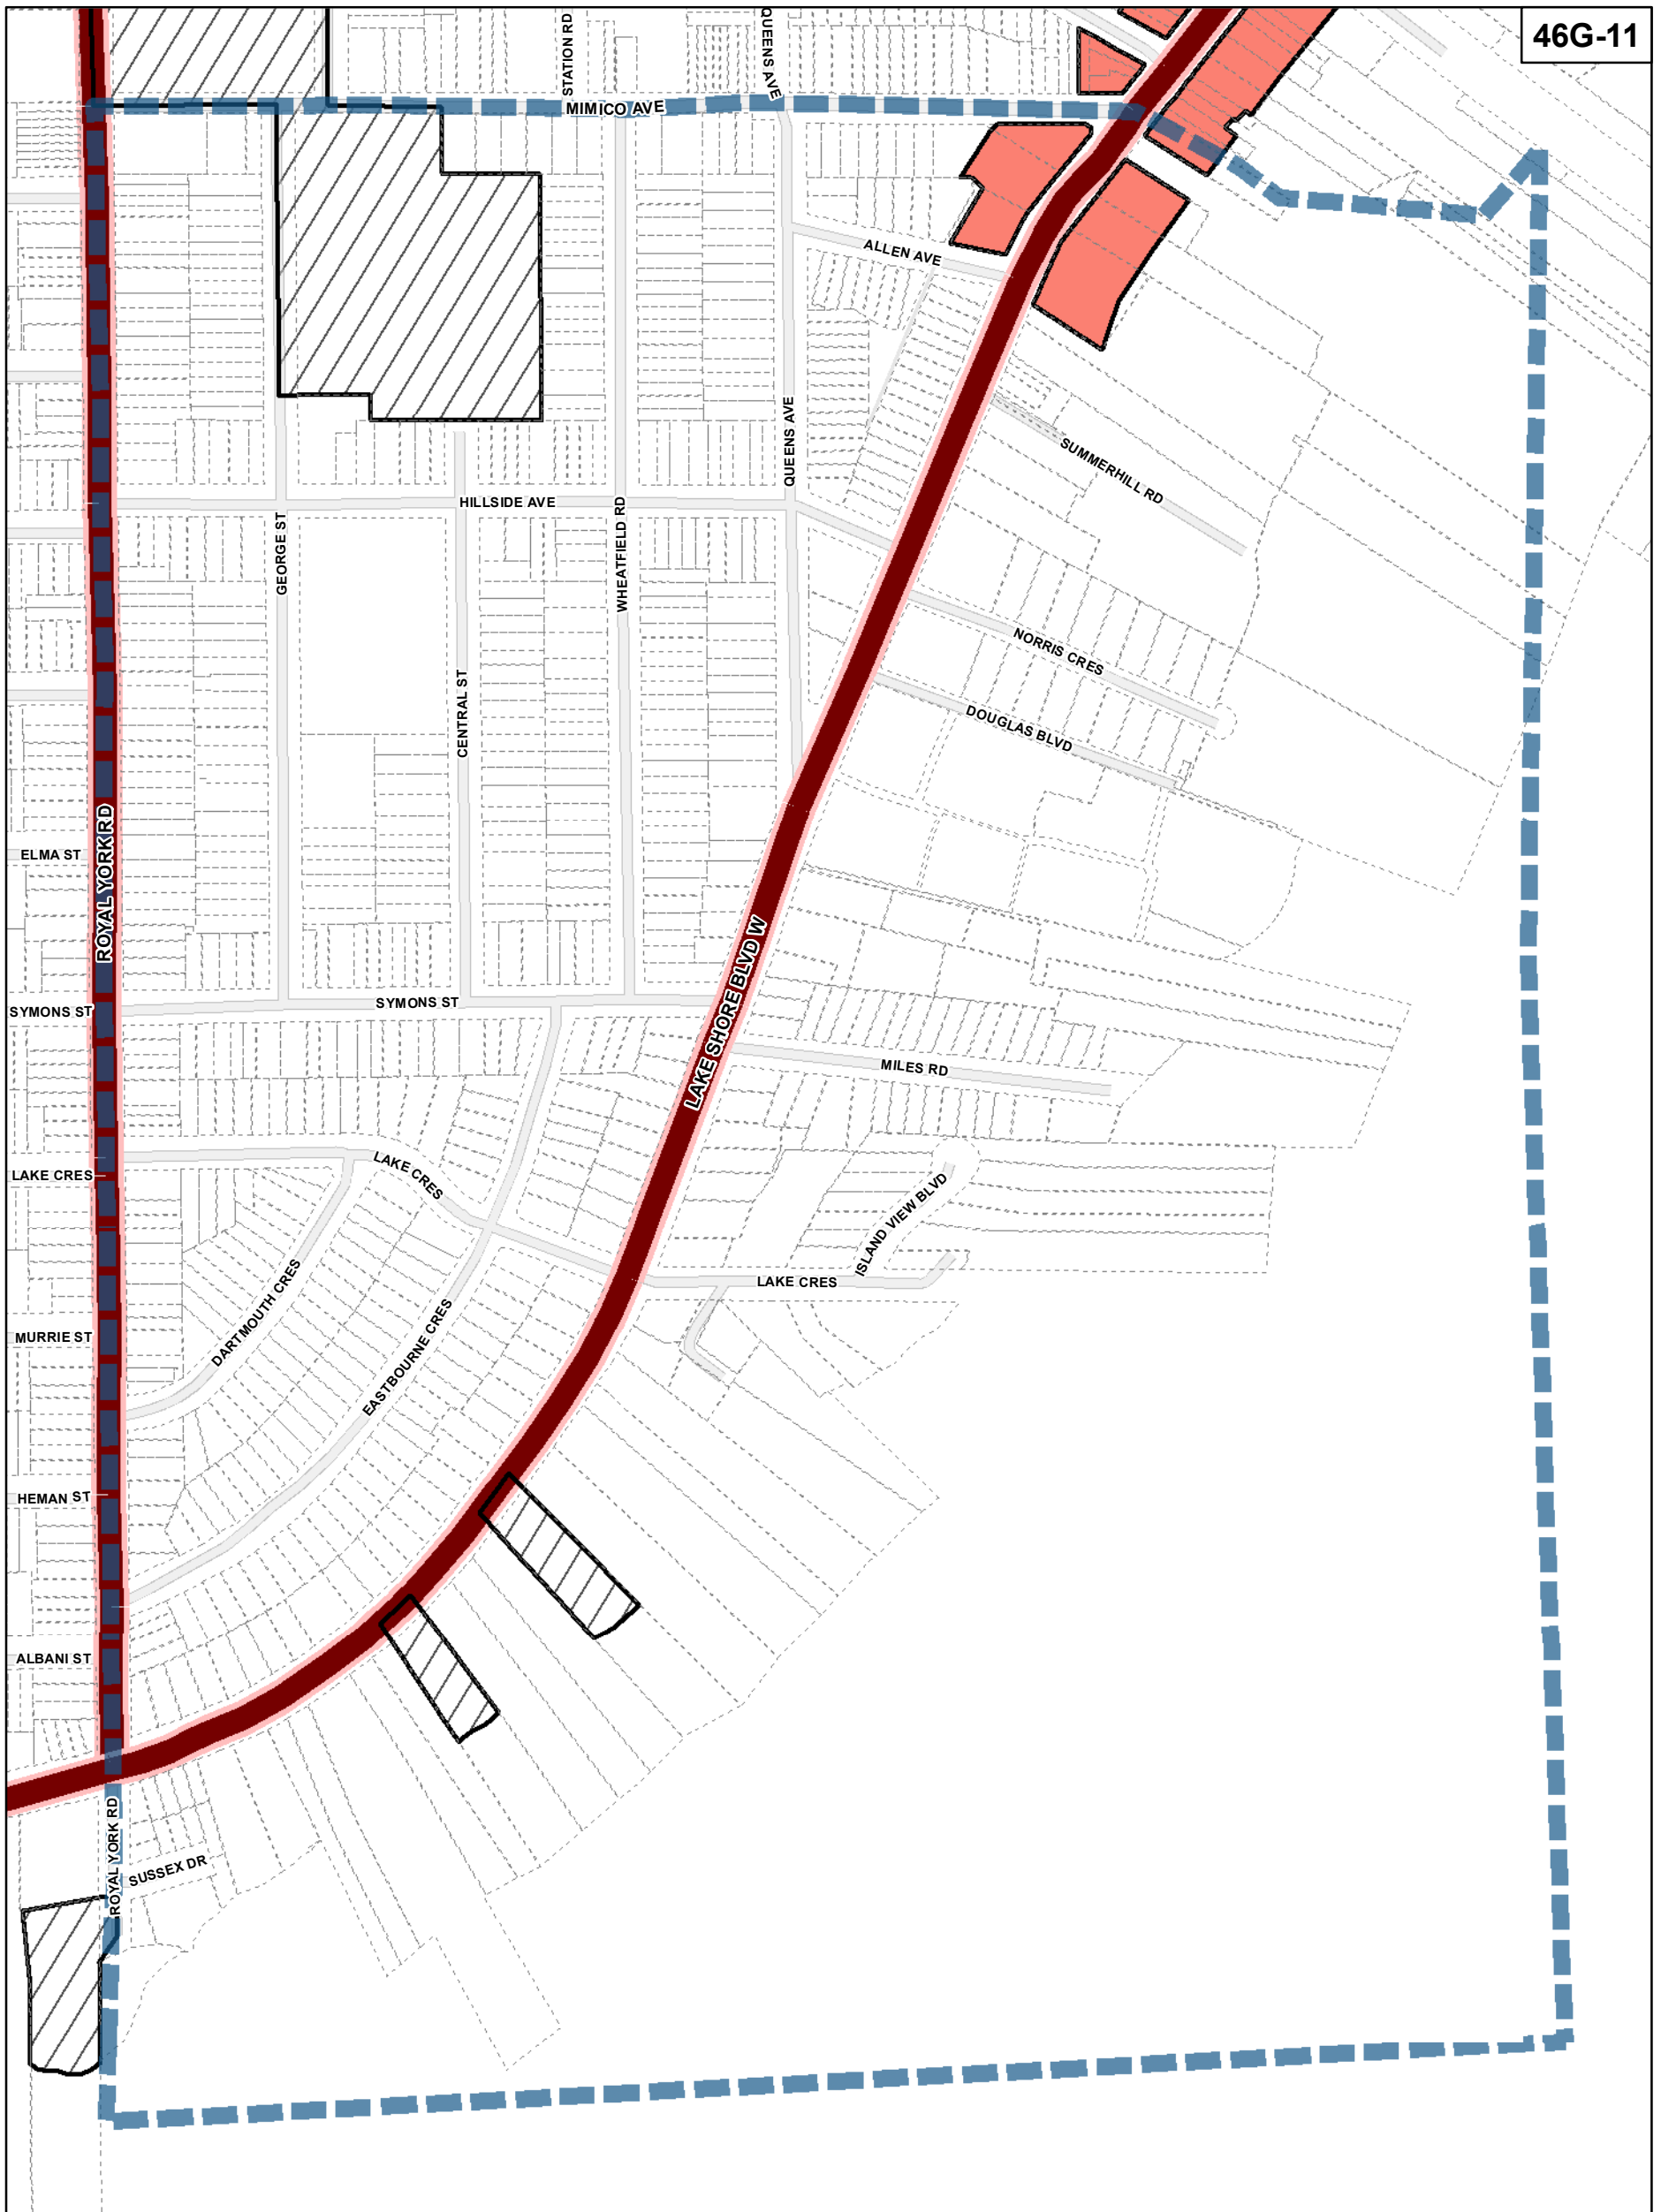 46G-11
STATION RD
QUEENS AVE
MIMICO AVE
ALLEN AVE
QUEENS AVE
SUMMERHILL RD
HILLSIDE AVE
GEORGE ST
WHEATFIELD RD
NORRIS CRES
CENTRAL ST
DOUGLAS BLVD
ROYAL YORK RD
ELMA ST
LAKE SHORE BLVD W
SYMONS ST
SYMONS ST
MILES RD
LAKE CRES
LAKE CRES
ISLAND VIEW BLVD
LAKE CRES
DARTMOUTH CRES
MURRIE ST
EASTBOURNE CRES
HEMAN ST
ALBANI ST
ROYAL YORK RD
SUSSEX DR